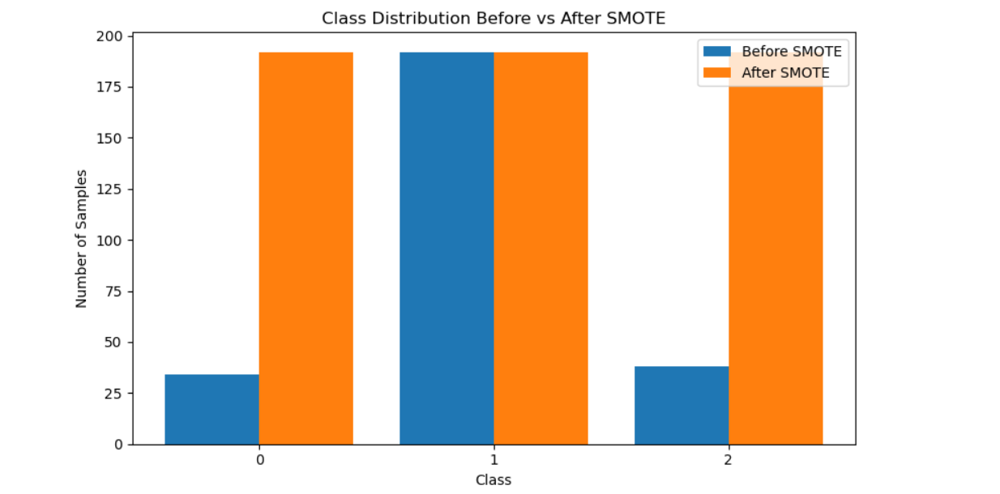 Class Distribution Before vs After SMOTE
200
175
150
125
100
75
50
25
0
Number of Samples
Before SMOTE
After SMOTE
0 1 2
Class